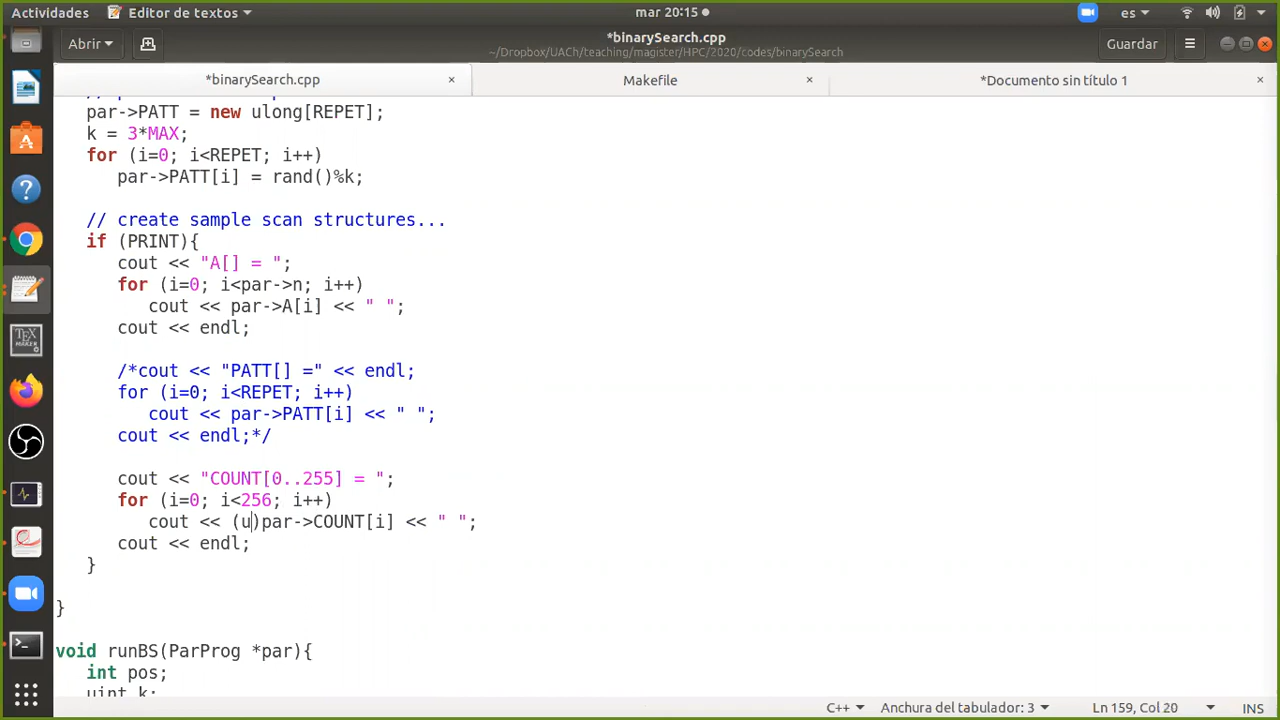 Actividades Editor de textos mar 20:15 es
Abrir *binarySearch.cpp Guardar
~/Dropbox/UACh/teaching/magister/HPC/2020/codes/binarySearch
*binarySearch.cpp × Makefile × *Documento sin título 1 ×
par->PATT = new ulong[REPET];
k = 3*MAX;
for (i=0; i<REPET; i++)
par->PATT[i] = rand()%k;
// create sample scan structures...
if (PRINT){
cout << "A[] = ";
for (i=0; i<par->n; i++)
cout << par->A[i] << " ";
cout << endl;
/*cout << "PATT[] =" << endl;
for (i=0; i<REPET; i++)
cout << par->PATT[i] << " ";
cout << endl;*/
cout << "COUNT[0..255] = ";
for (i=0; i<256; i++)
cout << (u)par->COUNT[i] << " ";
cout << endl;
}
}
void runBS(ParProg *par){
int pos;
uint k;
C++ Anchura del tabulador: 3 Ln 159, Col 20 INS